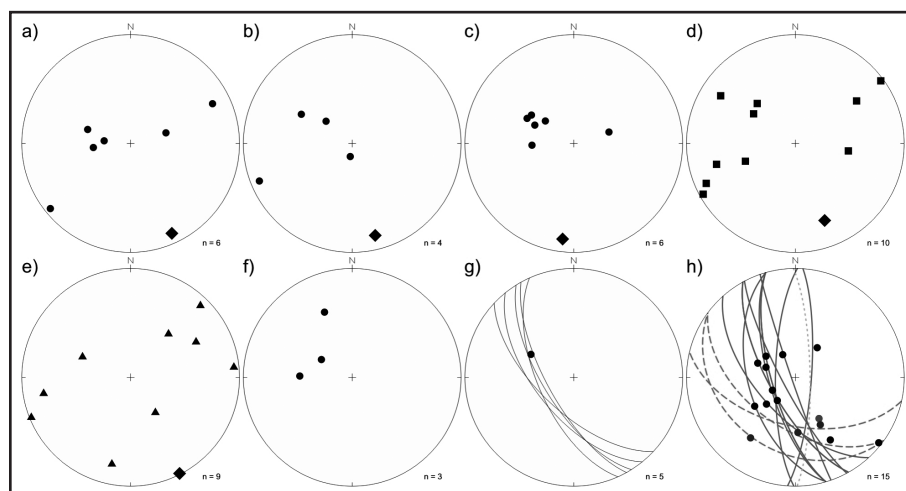 a)
N
n = 6
b)
N
n = 4
c)
N
n = 6
d)
N
n = 10
e)
N
n = 9
f)
N
n = 3
g)
N
n = 5
h)
N
n = 15